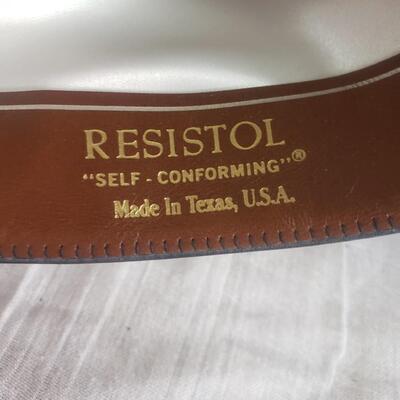 RESISTOL
"SELF-CONFORMING"®
Made In Texas, U.S.A.